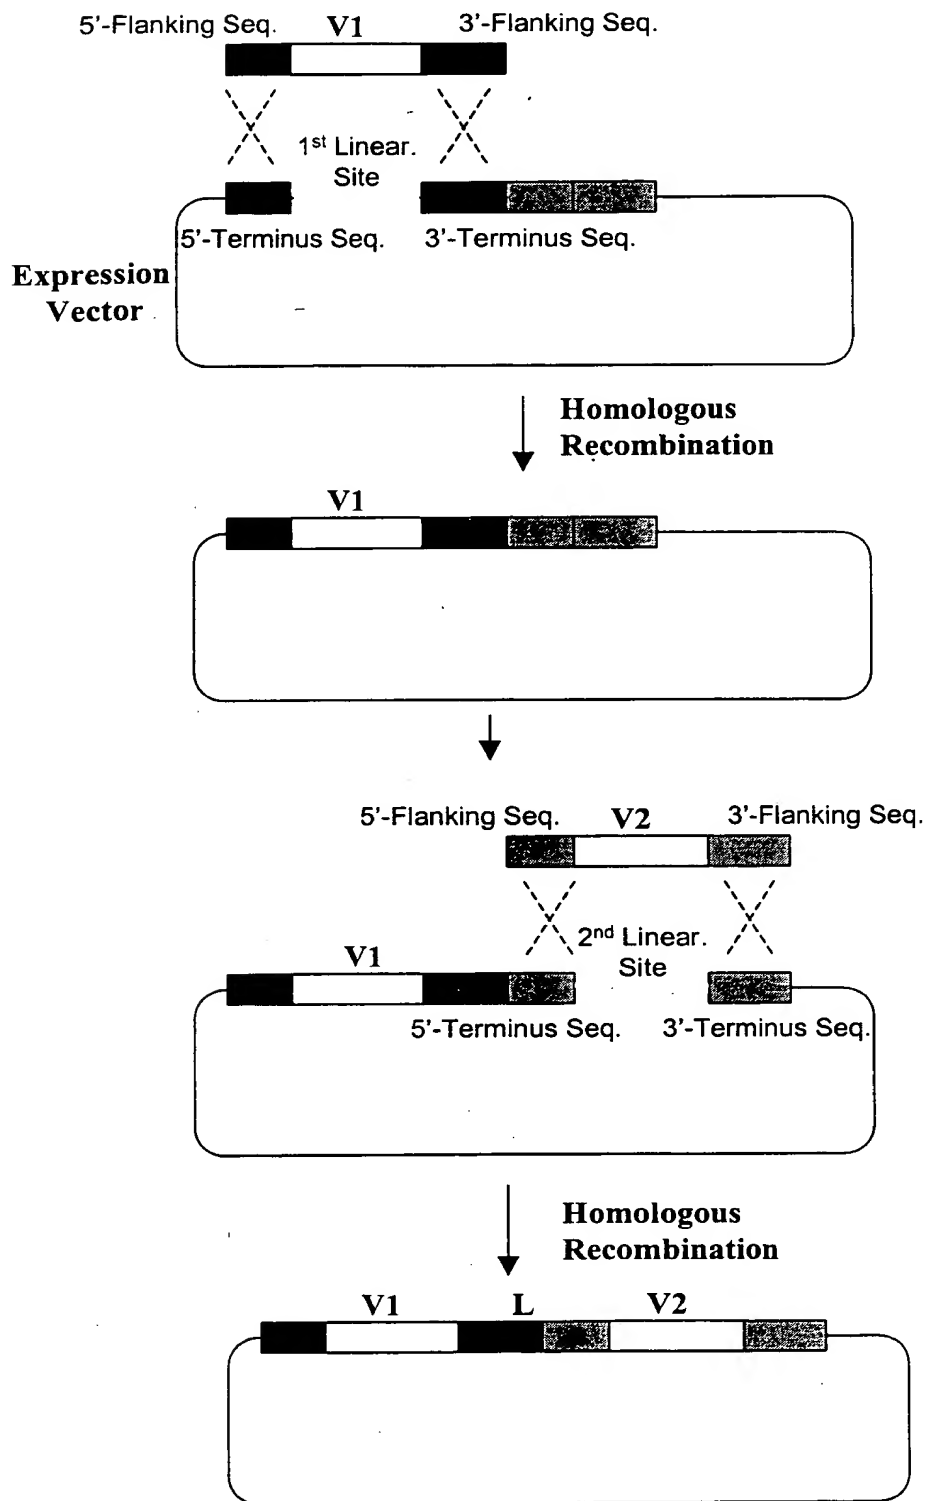 5'-Flanking Seq. V1 3'-Flanking Seq.
1st Linear.
Site
5'-Terminus Seq. 3'-Terminus Seq.
Expression
Vector
Homologous
Recombination
V1
5'-Flanking Seq. V2 3'-Flanking Seq.
2nd Linear.
Site
V1
5'-Terminus Seq. 3'-Terminus Seq.
Homologous
Recombination
V1 L V2